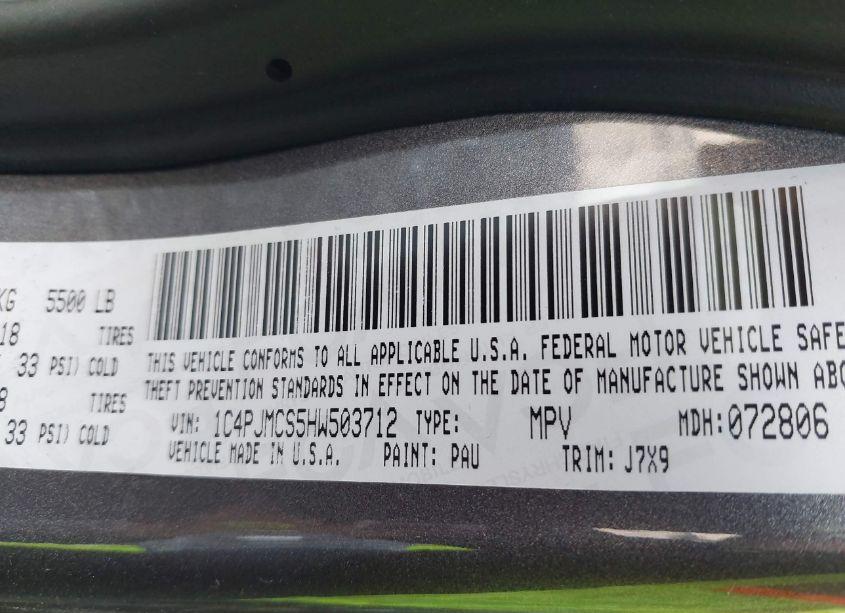 KG 5500 LB
18 TIRES
33 PSI) COLD
THIS VEHICLE CONFORMS TO ALL APPLICABLE U.S.A. FEDERAL MOTOR VEHICLE SAFE
THEFT PREVENTION STANDARDS IN EFFECT ON THE DATE OF MANUFACTURE SHOWN ABO
8 TIRES
33 PSI) COLD
VIN: 1C4PJMCS5HW503712 TYPE: MPV MDH:072806
VEHICLE MADE IN U.S.A. PAINT: PAU TRIM: J7X9